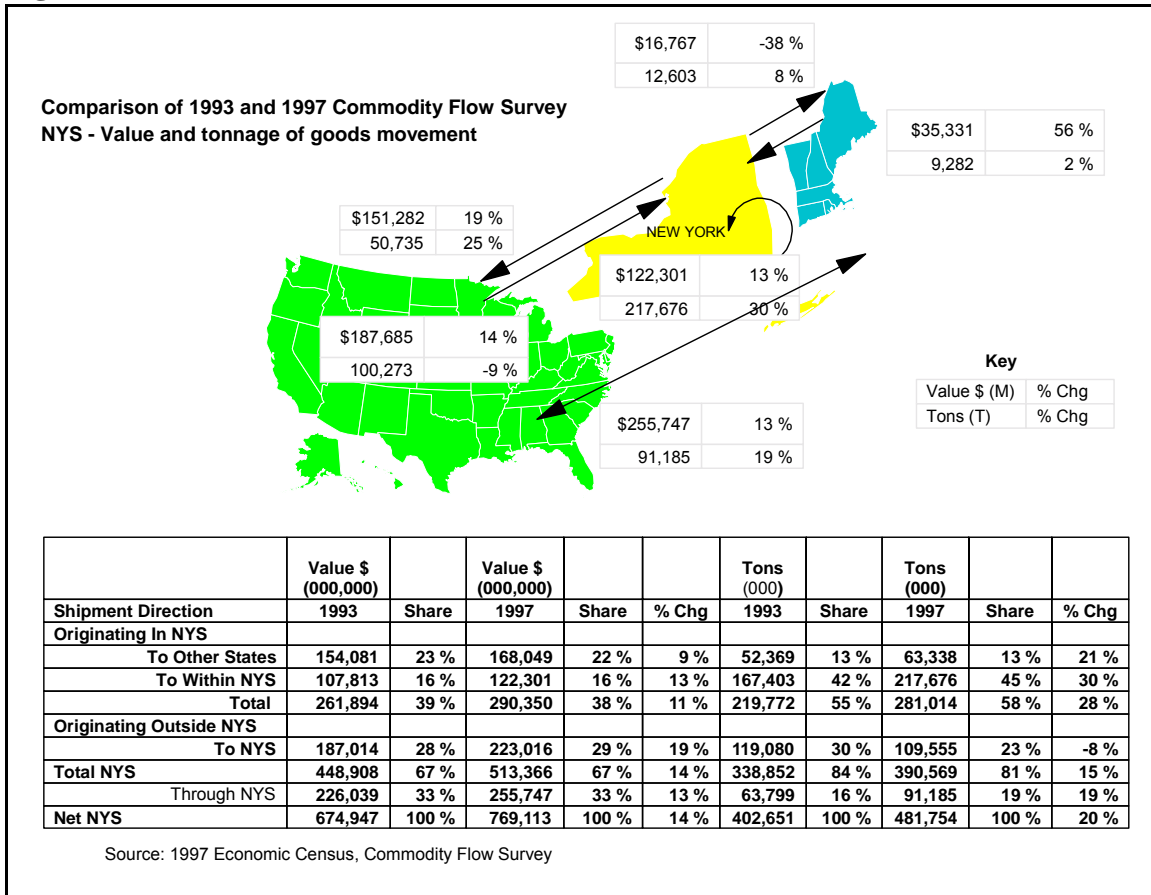 $16,767 -38 %
12,603 8 %
Comparison of 1993 and 1997 Commodity Flow Survey
NYS - Value and tonnage of goods movement
$35,331 56 %
9,282 2 %
$151,282 19 %
50,735 25 %
NEW YORK
$122,301 13 %
217,676 30 %
$187,685 14 %
100,273 -9 %
Key
Value $ (M) % Chg
Tons (T) % Chg
$255,747 13 %
91,185 19 %
Value $ Value $ Tons Tons
(000,000) (000,000) (000) (000)
Shipment Direction 1993 Share 1997 Share % Chg 1993 Share 1997 Share % Chg
Originating In NYS
To Other States 154,081 23 % 168,049 22 % 9 % 52,369 13 % 63,338 13 % 21 %
To Within NYS 107,813 16 % 122,301 16 % 13 % 167,403 42 % 217,676 45 % 30 %
Total 261,894 39 % 290,350 38 % 11 % 219,772 55 % 281,014 58 % 28 %
Originating Outside NYS
To NYS 187,014 28 % 223,016 29 % 19 % 119,080 30 % 109,555 23 % -8 %
Total NYS 448,908 67 % 513,366 67 % 14 % 338,852 84 % 390,569 81 % 15 %
Through NYS 226,039 33 % 255,747 33 % 13 % 63,799 16 % 91,185 19 % 19 %
Net NYS 674,947 100 % 769,113 100 % 14 % 402,651 100 % 481,754 100 % 20 %
Source: 1997 Economic Census, Commodity Flow Survey